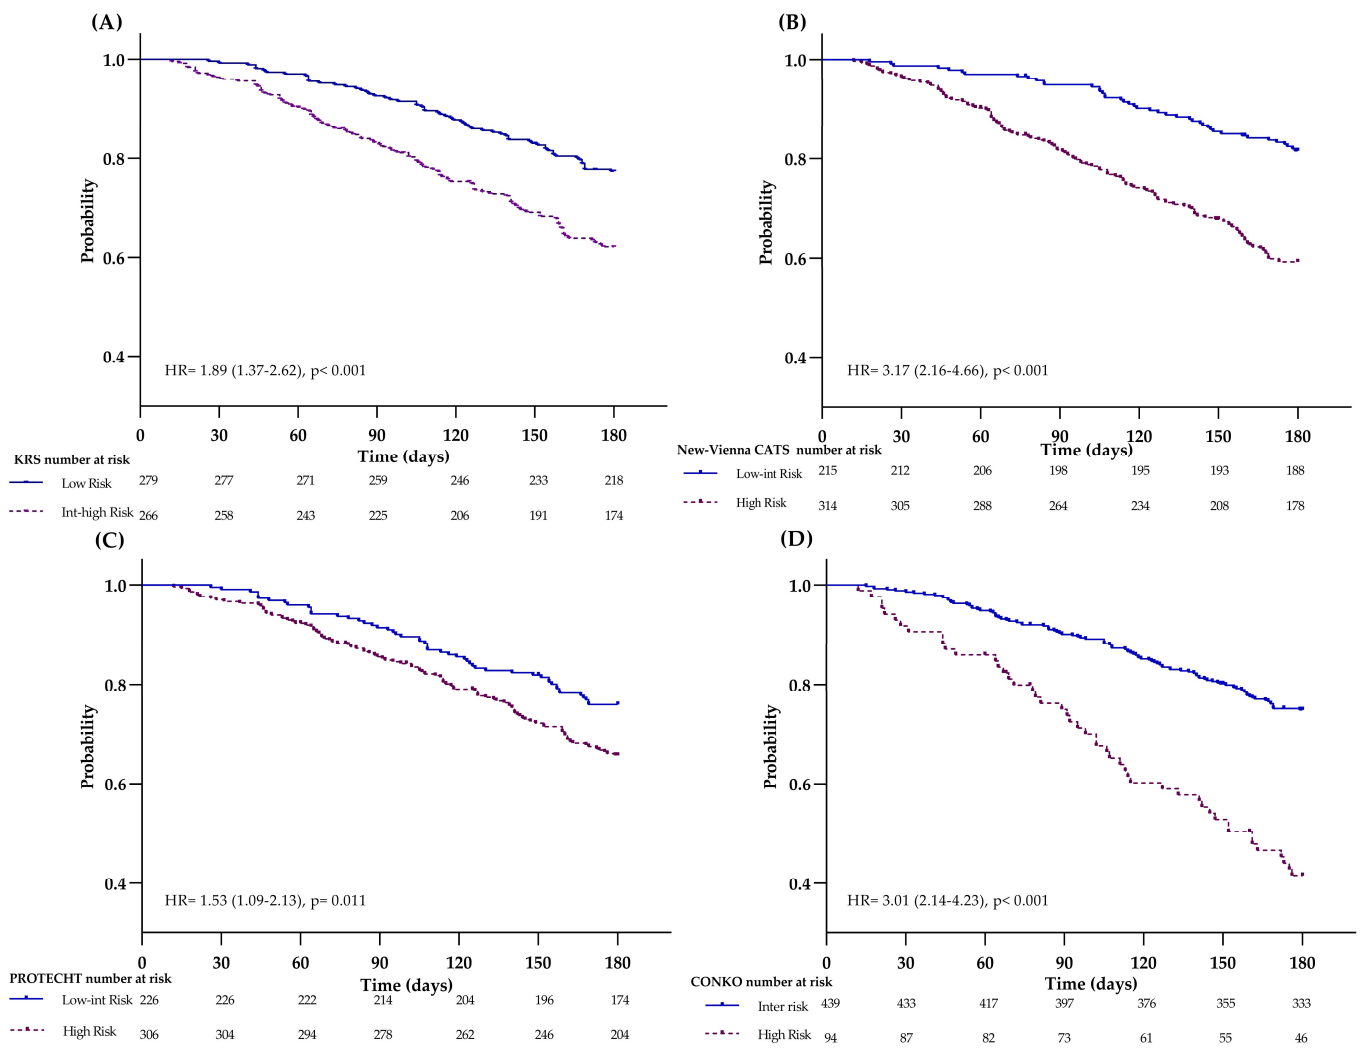 (A)
1.0
0.8
0.6
0.4
Probability
HR= 1.89 (1.37-2.62), p< 0.001
0 30 60 90 120 150 180
Time (days)
KRS number at risk
Low Risk 279 277 271 259 246 233 218
Int-high Risk 266 258 243 225 206 191 174
(B)
1.0
0.8
0.6
0.4
Probability
HR= 3.17 (2.16-4.66), p< 0.001
0 30 60 90 120 150 180
Time (days)
New-Vienna CATS number at risk
Low-int Risk 215 212 206 198 195 193 188
High Risk 314 305 288 264 234 208 178
(C)
1.0
0.8
0.6
0.4
Probability
HR= 1.53 (1.09-2.13), p= 0.011
0 30 60 90 120 150 180
Time (days)
PROTECHT number at risk
Low-int Risk 226 226 222 214 204 196 174
High Risk 306 304 294 278 262 246 204
(D)
1.0
0.8
0.6
0.4
Probability
HR= 3.01 (2.14-4.23), p< 0.001
0 30 60 90 120 150 180
Time (days)
CONKO number at risk
Inter risk 439 433 417 397 376 355 333
High Risk 94 87 82 73 61 55 46